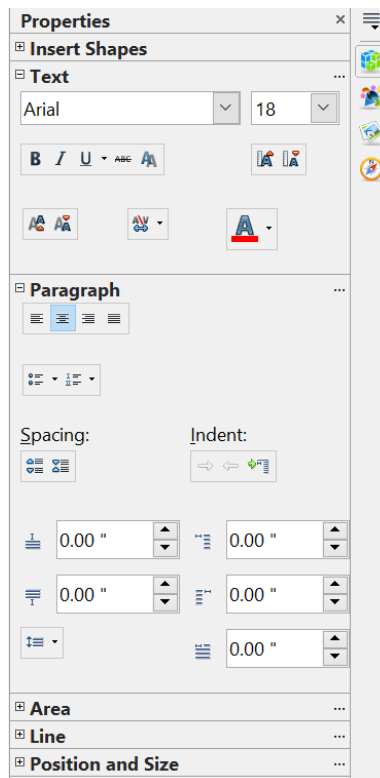 Properties
Insert Shapes
Text
Arial 18
B I U ABC
A
Paragraph
Spacing: Indent:
0.00 " 0.00 "
0.00 " 0.00 "
0.00 "
Area
Line
Position and Size